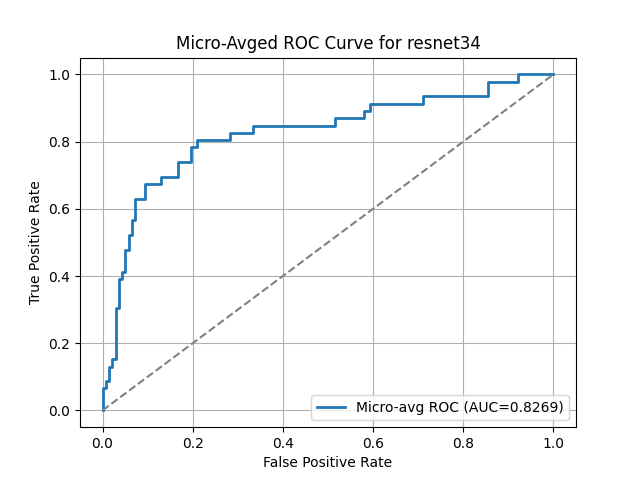 Micro-Avged ROC Curve for resnet34
True Positive Rate
1.0
0.8
0.6
0.4
0.2
0.0
Micro-avg ROC (AUC=0.8269)
0.0 0.2 0.4 0.6 0.8 1.0
False Positive Rate